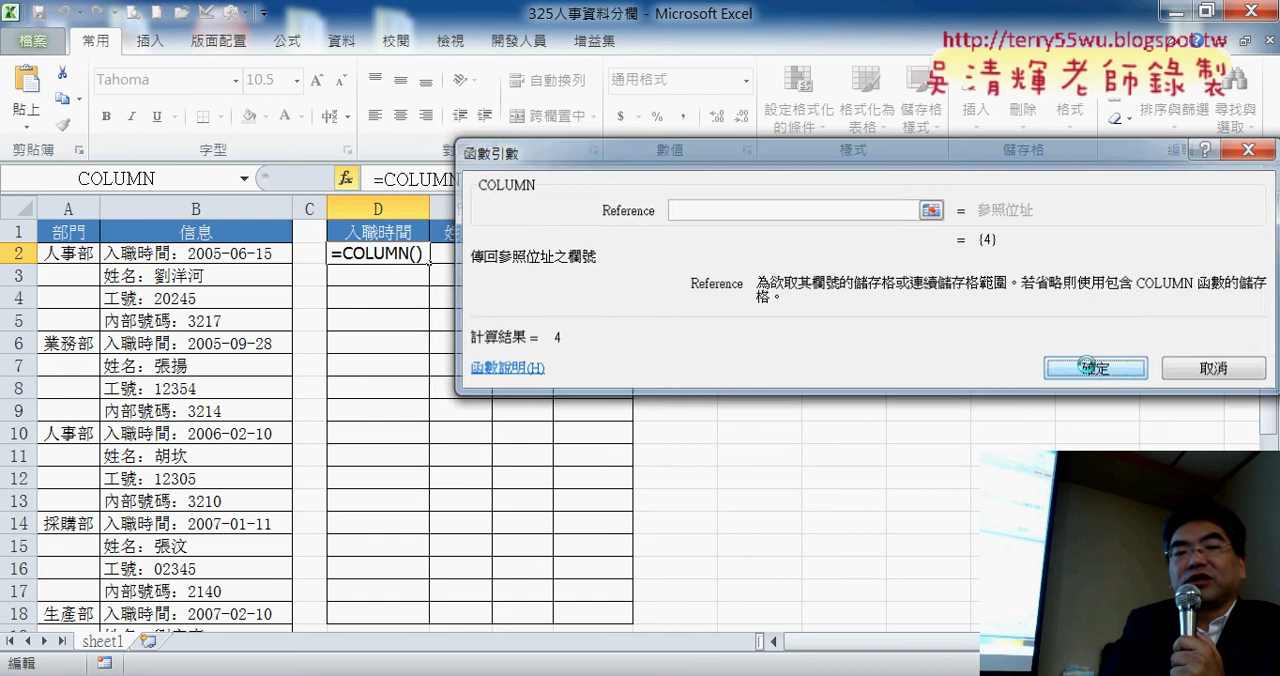 325人事資料分欄 - Microsoft Excel
檔案 常用 插入 版面配置 公式 資料 校閱 檢視 開發人員 增益集
http://terry55wu.blogspot.tw
吳清輝老師錄製
貼上 Tahoma 10.5 自動換列 通用格式 設定格式化的條件 格式化為表格 儲存格樣式 插入 刪除 格式 排序與篩選 尋找與選取
B I U 跨欄置中 $ %
剪貼簿 字型 數值 樣式 儲存格
COLUMN fx =COLUMN
函數引數
COLUMN
Reference = 參照位址
= {4}
傳回參照位址之欄號
Reference 為欲取其欄號的儲存格或連續儲存格範圍。若省略則使用包含 COLUMN 函數的儲存格。
計算結果 = 4
函數說明(H) 確定 取消
A B C D
1 部門 信息 入職時間 姓
2 人事部 入職時間：2005-06-15 =COLUMN()
3 姓名：劉洋河
4 工號：20245
5 內部號碼：3217
6 業務部 入職時間：2005-09-28
7 姓名：張揚
8 工號：12354
9 內部號碼：3214
10 人事部 入職時間：2006-02-10
11 姓名：胡坎
12 工號：12305
13 內部號碼：3210
14 採購部 入職時間：2007-01-11
15 姓名：張汶
16 工號：02345
17 內部號碼：2140
18 生產部 入職時間：2007-02-10
sheet1
編輯